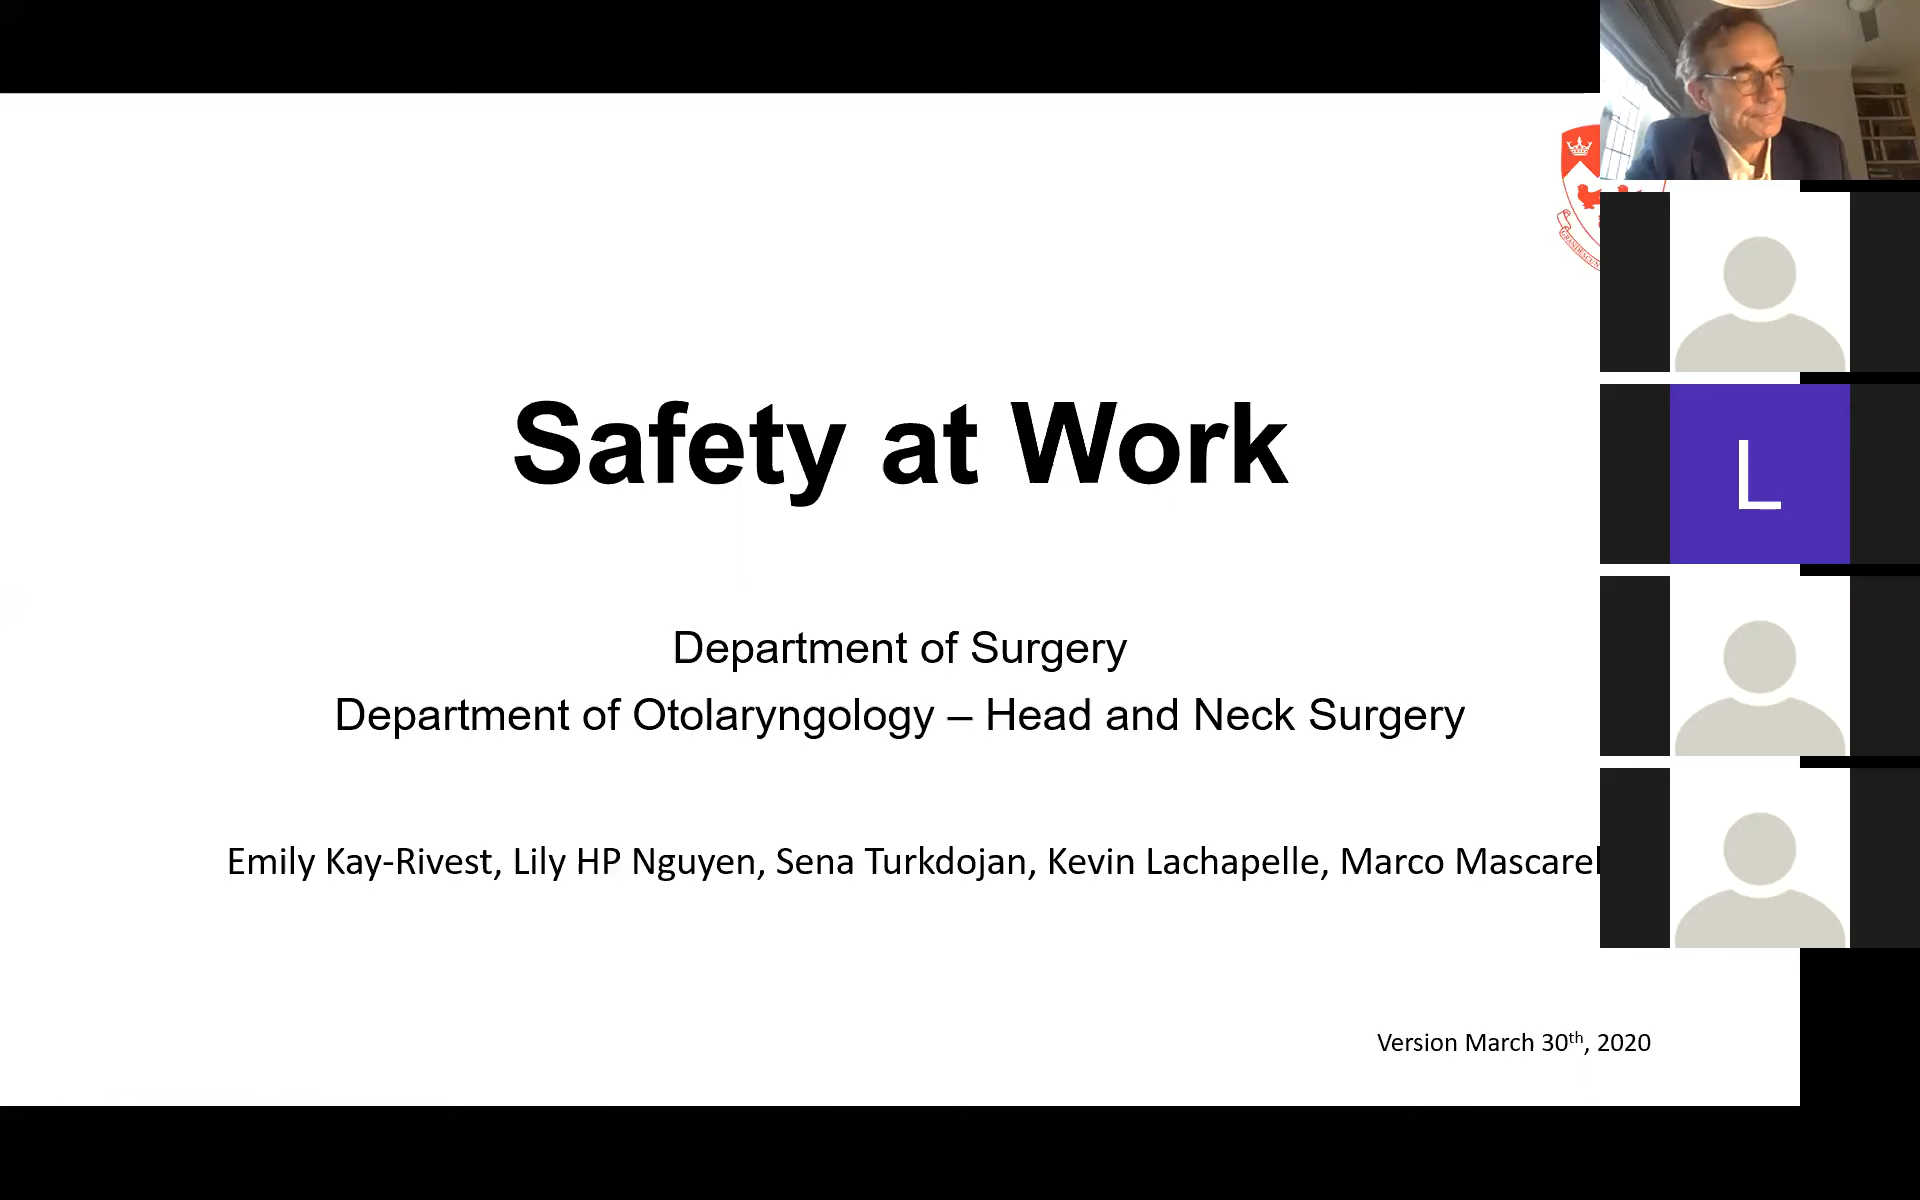 Safety at Work
Department of Surgery
Department of Otolaryngology – Head and Neck Surgery
Emily Kay-Rivest, Lily HP Nguyen, Sena Turkdojan, Kevin Lachapelle, Marco
Version March 30th, 2020
L